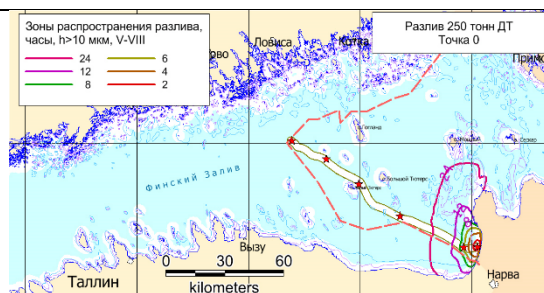 Зоны распространения разлива,
часы, h>10 мкм, V-VIII
24 6
12 4
8 2
Разлив 250 тонн ДТ
Точка 0
Ловиса
Котка
Гогланд
Финский Залив
Большой Тютерс
Вызу
Таллин
Нарва
0 30 60
kilometers